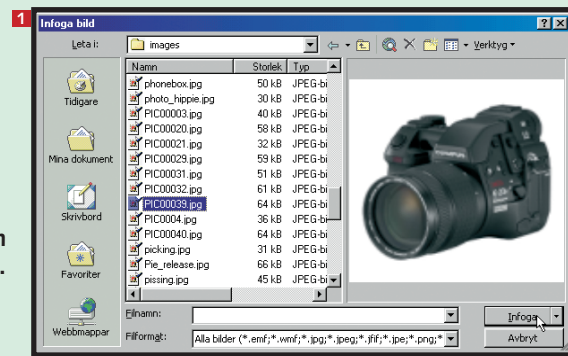 1
Infoga bild
Leta i: images Verktyg
Namn Storlek Typ
phonebox.jpg 50 kB JPEG-bi
photo_hippie.jpg 30 kB JPEG-bi
PIC00003.jpg 40 kB JPEG-bi
PIC00020.jpg 58 kB JPEG-bi
PIC00021.jpg 32 kB JPEG-bi
PIC00029.jpg 59 kB JPEG-bi
PIC00031.jpg 51 kB JPEG-bi
PIC00032.jpg 61 kB JPEG-bi
PIC00039.jpg 64 kB JPEG-bi
PIC0004.jpg 36 kB JPEG-bi
PIC00040.jpg 64 kB JPEG-bi
picking.jpg 31 kB JPEG-bi
Pie_release.jpg 66 kB JPEG-bi
pissing.jpg 45 kB JPEG-bi
Tidigare
Mina dokument
Skrivbord
Favoriter
Webbmappar
OLYMPUS
Filnamn: Infoga
Filformat: Alla bilder (*.emf;*.wmf;*.jpg;*.jpeg;*.jfif;*.jpe;*.png;* Avbryt